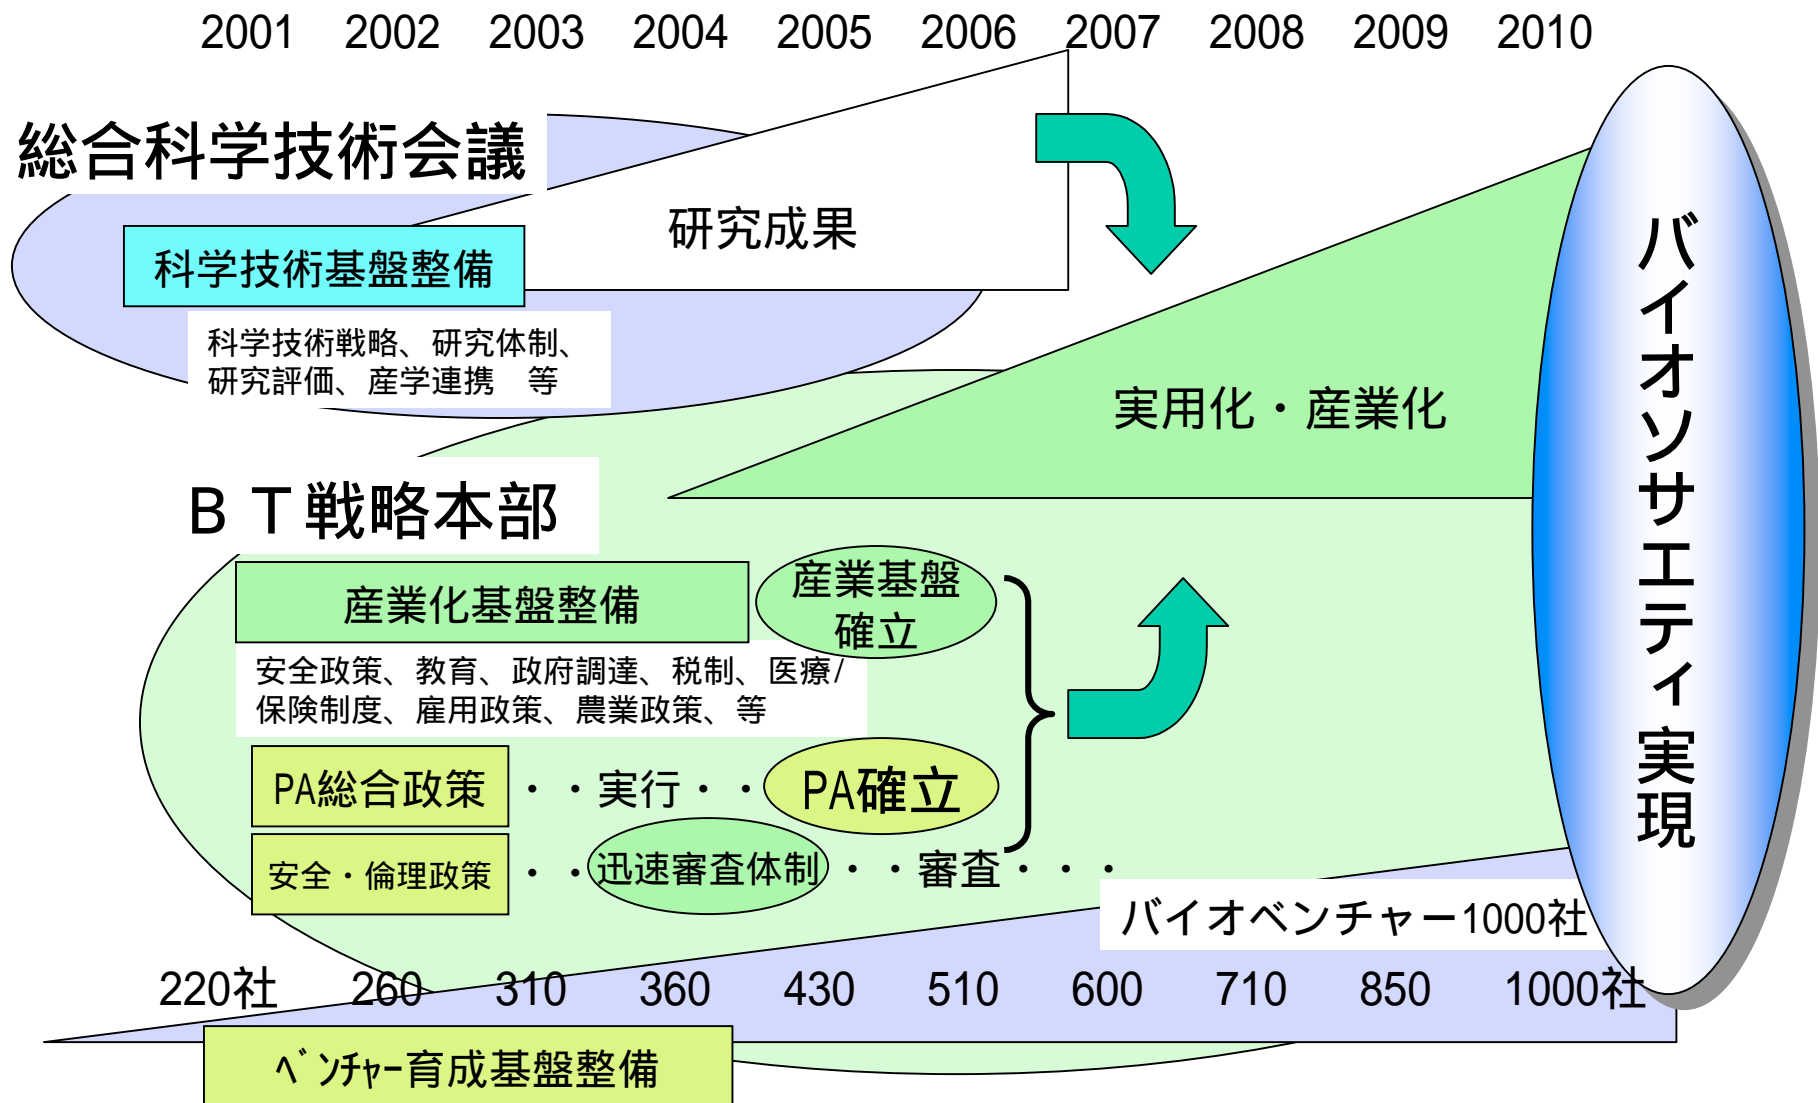 2001 2002 2003 2004 2005 2006 2007 2008 2009 2010
総合科学技術会議
研究成果
科学技術基盤整備
科学技術戦略、研究体制、
研究評価、産学連携　等
実用化・産業化
ＢＴ戦略本部
産業化基盤整備
産業基盤
確立
安全政策、教育、政府調達、税制、医療/
保険制度、雇用政策、農業政策、等
PA総合政策 ・・実行・・ PA確立
安全・倫理政策 ・・ 迅速審査体制 ・・審査・・・
バイオベンチャー1000社
220社 260 310 360 430 510 600 710 850 1000社
ﾍﾞﾝﾁｬｰ育成基盤整備
バイオソサエティ実現